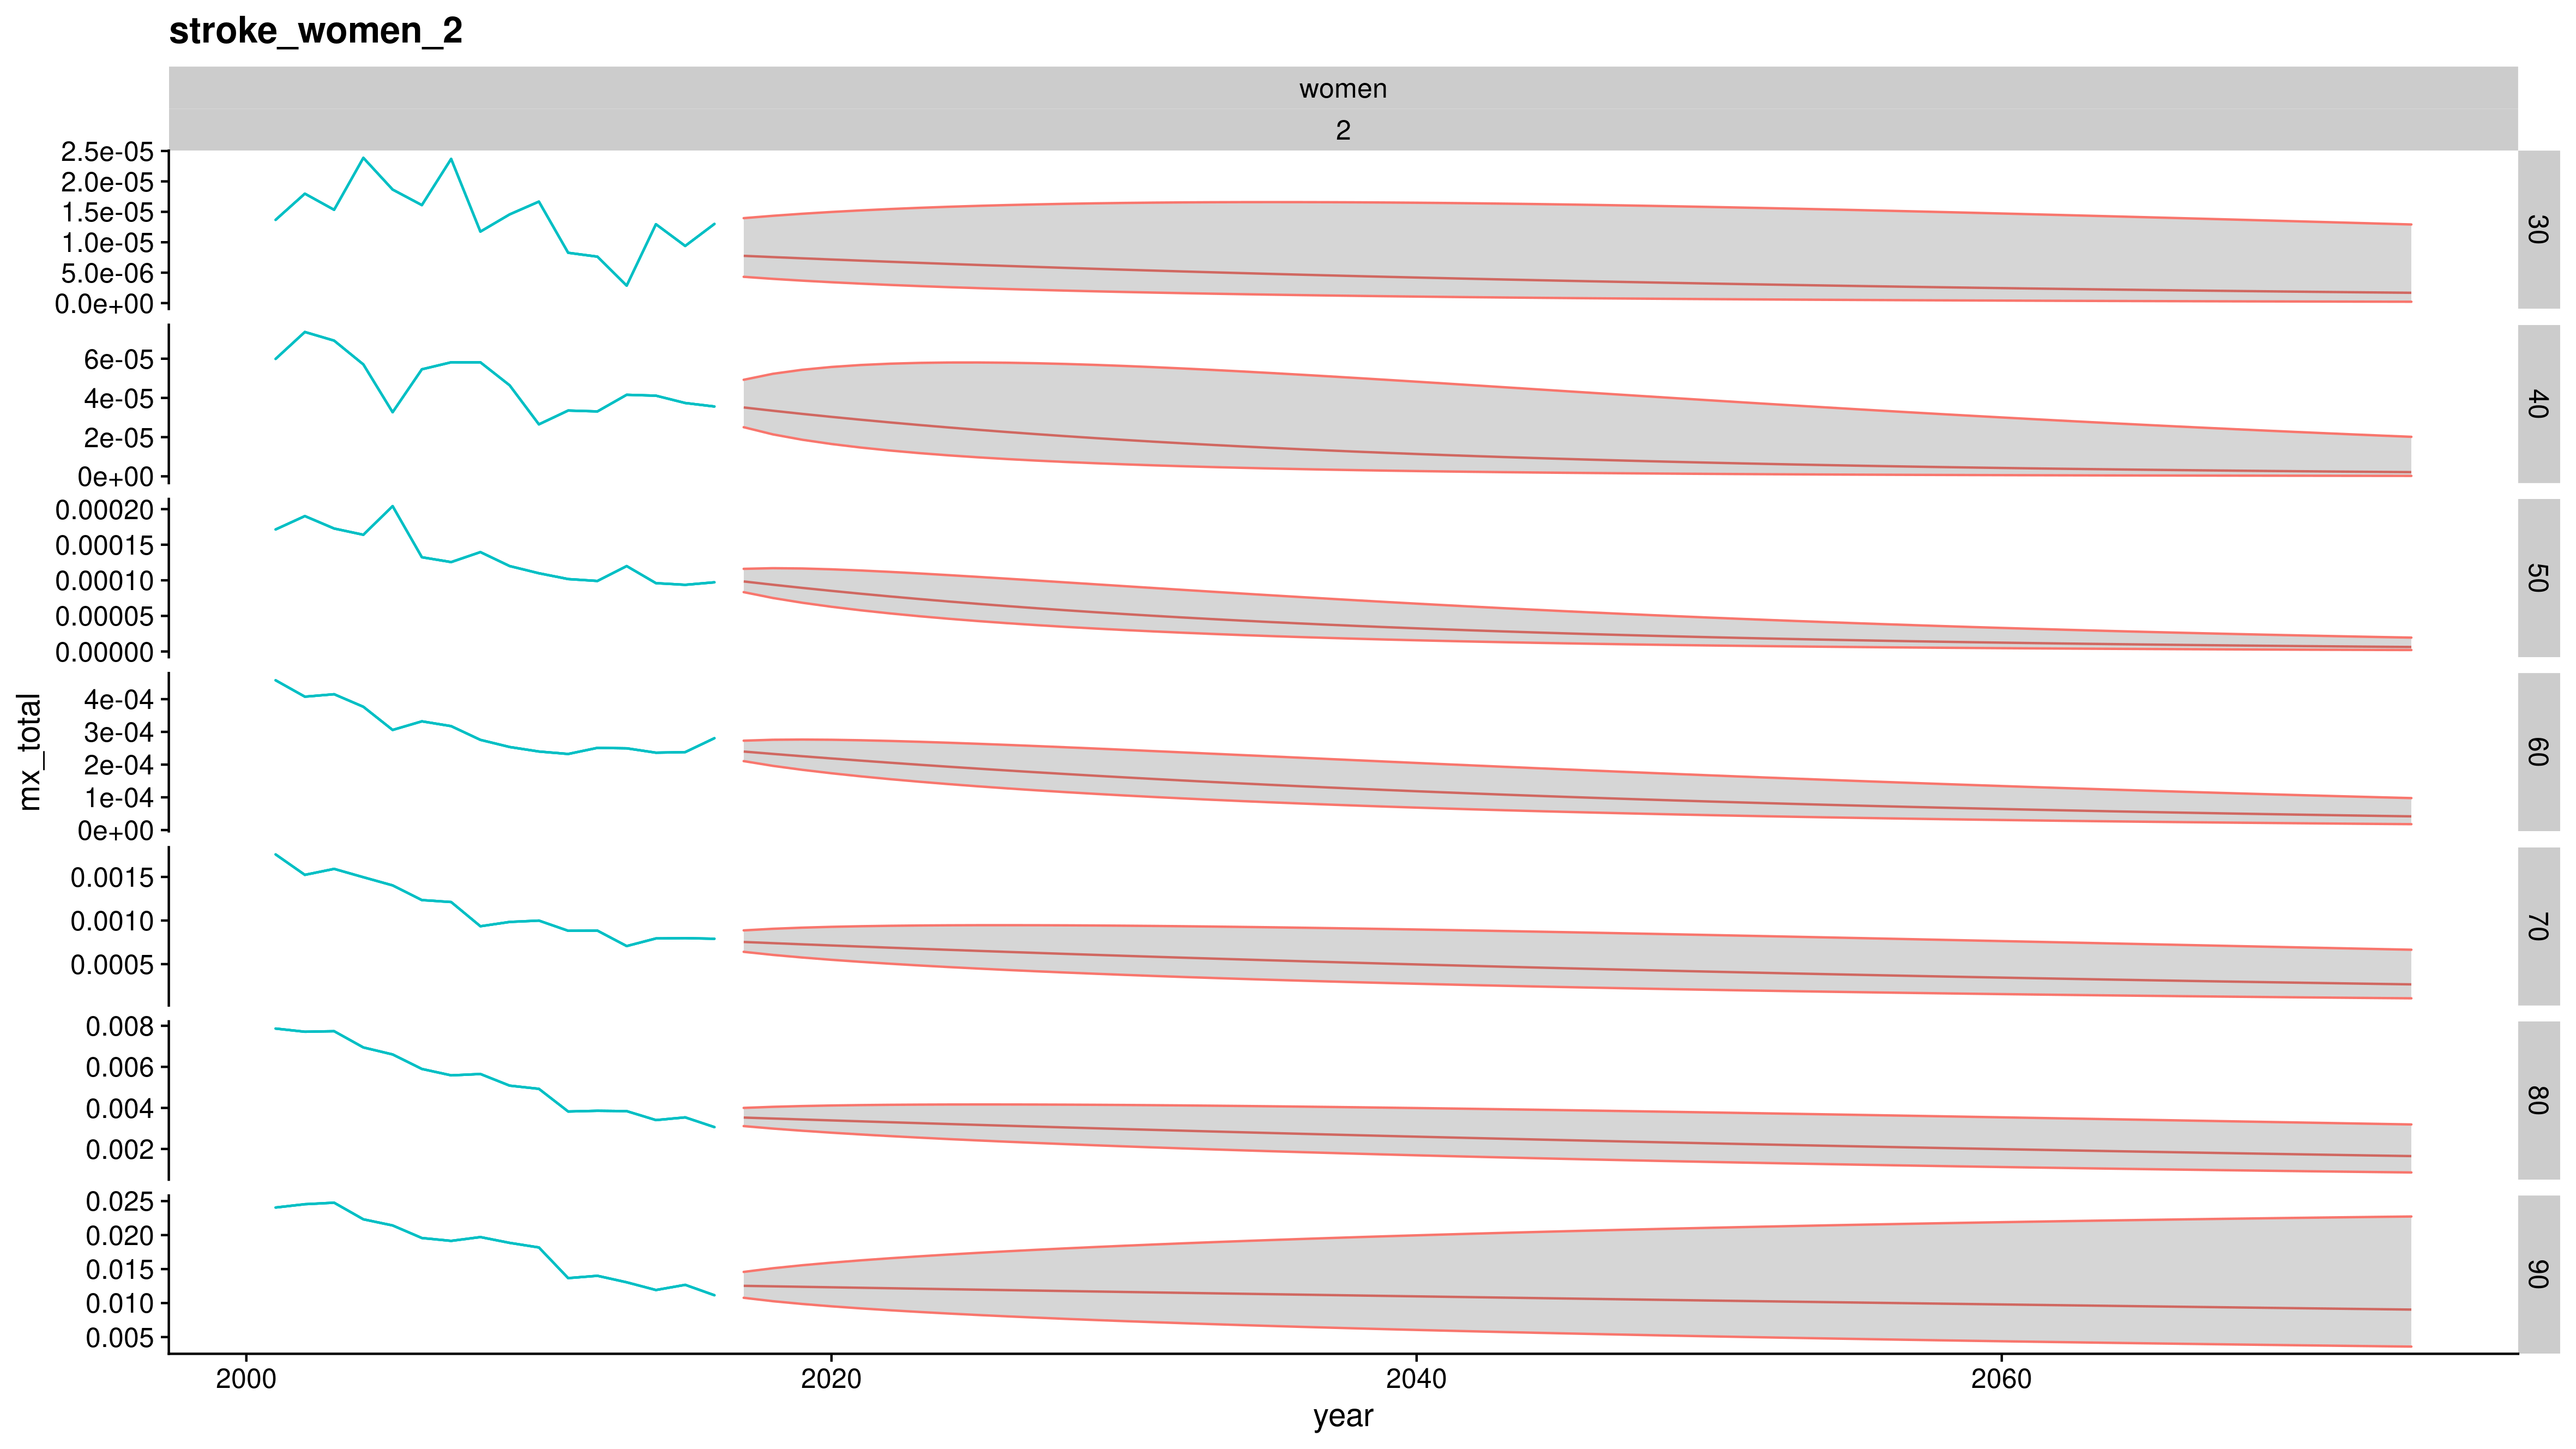 stroke_women_2
women
2
2.5e-05
2.0e-05
1.5e-05
1.0e-05
5.0e-06
0.0e+00
30
6e-05
4e-05
2e-05
0e+00
40
0.00020
0.00015
0.00010
0.00005
0.00000
50
4e-04
3e-04
2e-04
1e-04
0e+00
60
mx_total
0.0015
0.0010
0.0005
70
0.008
0.006
0.004
0.002
80
0.025
0.020
0.015
0.010
0.005
90
2000 2020 2040 2060
year